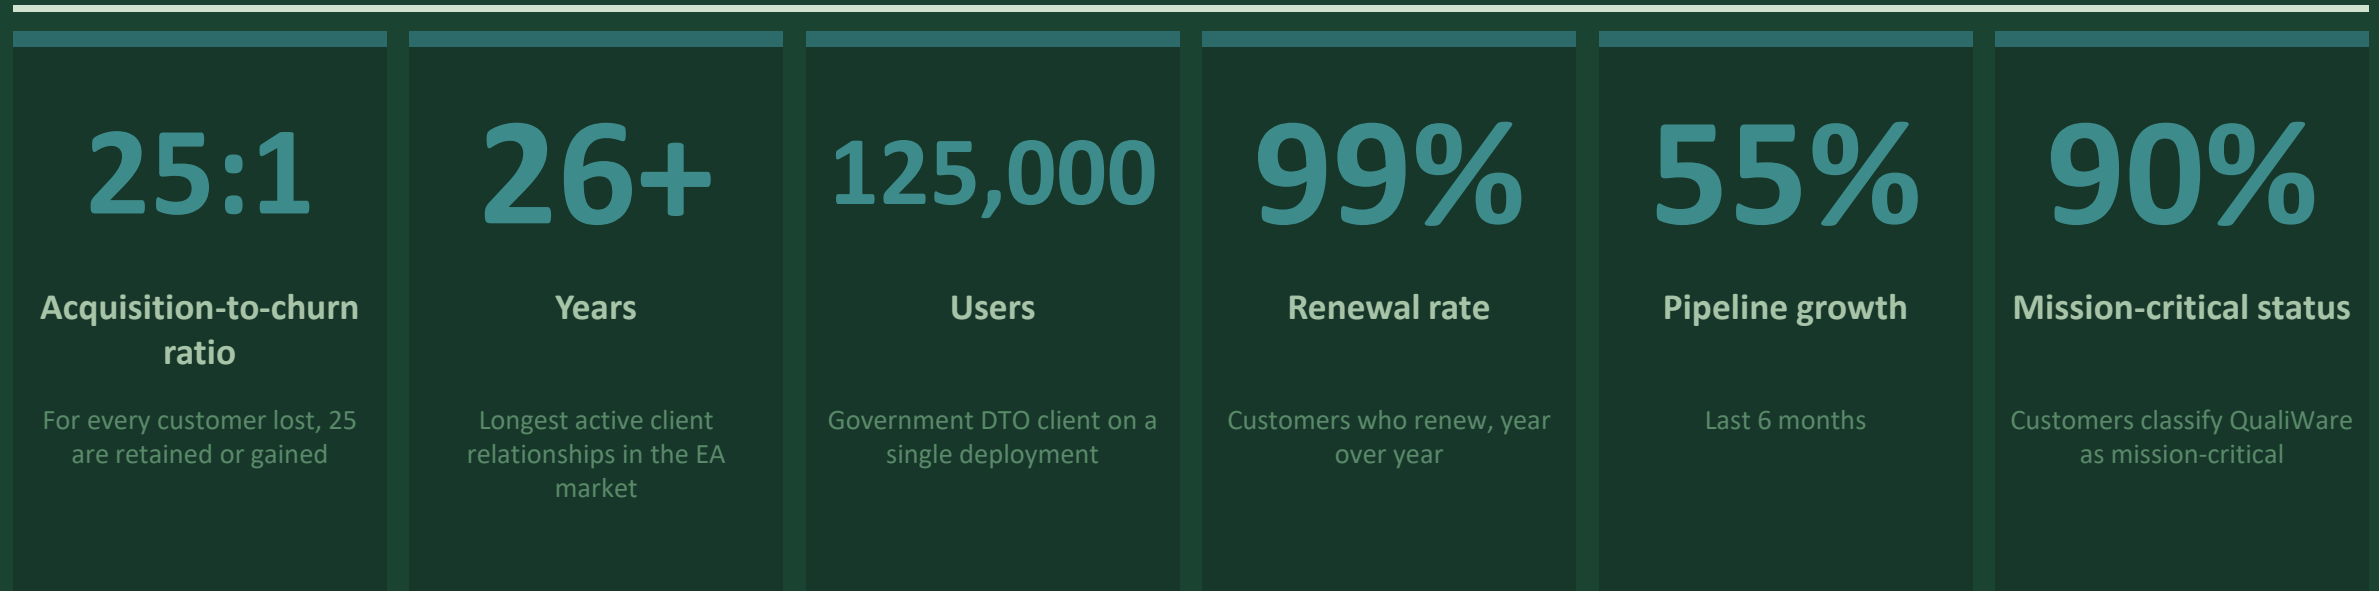 25:1
Acquisition-to-churn
ratio
For every customer lost, 25
are retained or gained
26+
Years
Longest active client
relationships in the EA
market
125,000
Users
Government DTO client on a
single deployment
99%
Renewal rate
Customers who renew, year
over year
55%
Pipeline growth
Last 6 months
90%
Mission-critical status
Customers classify QualiWare
as mission-critical